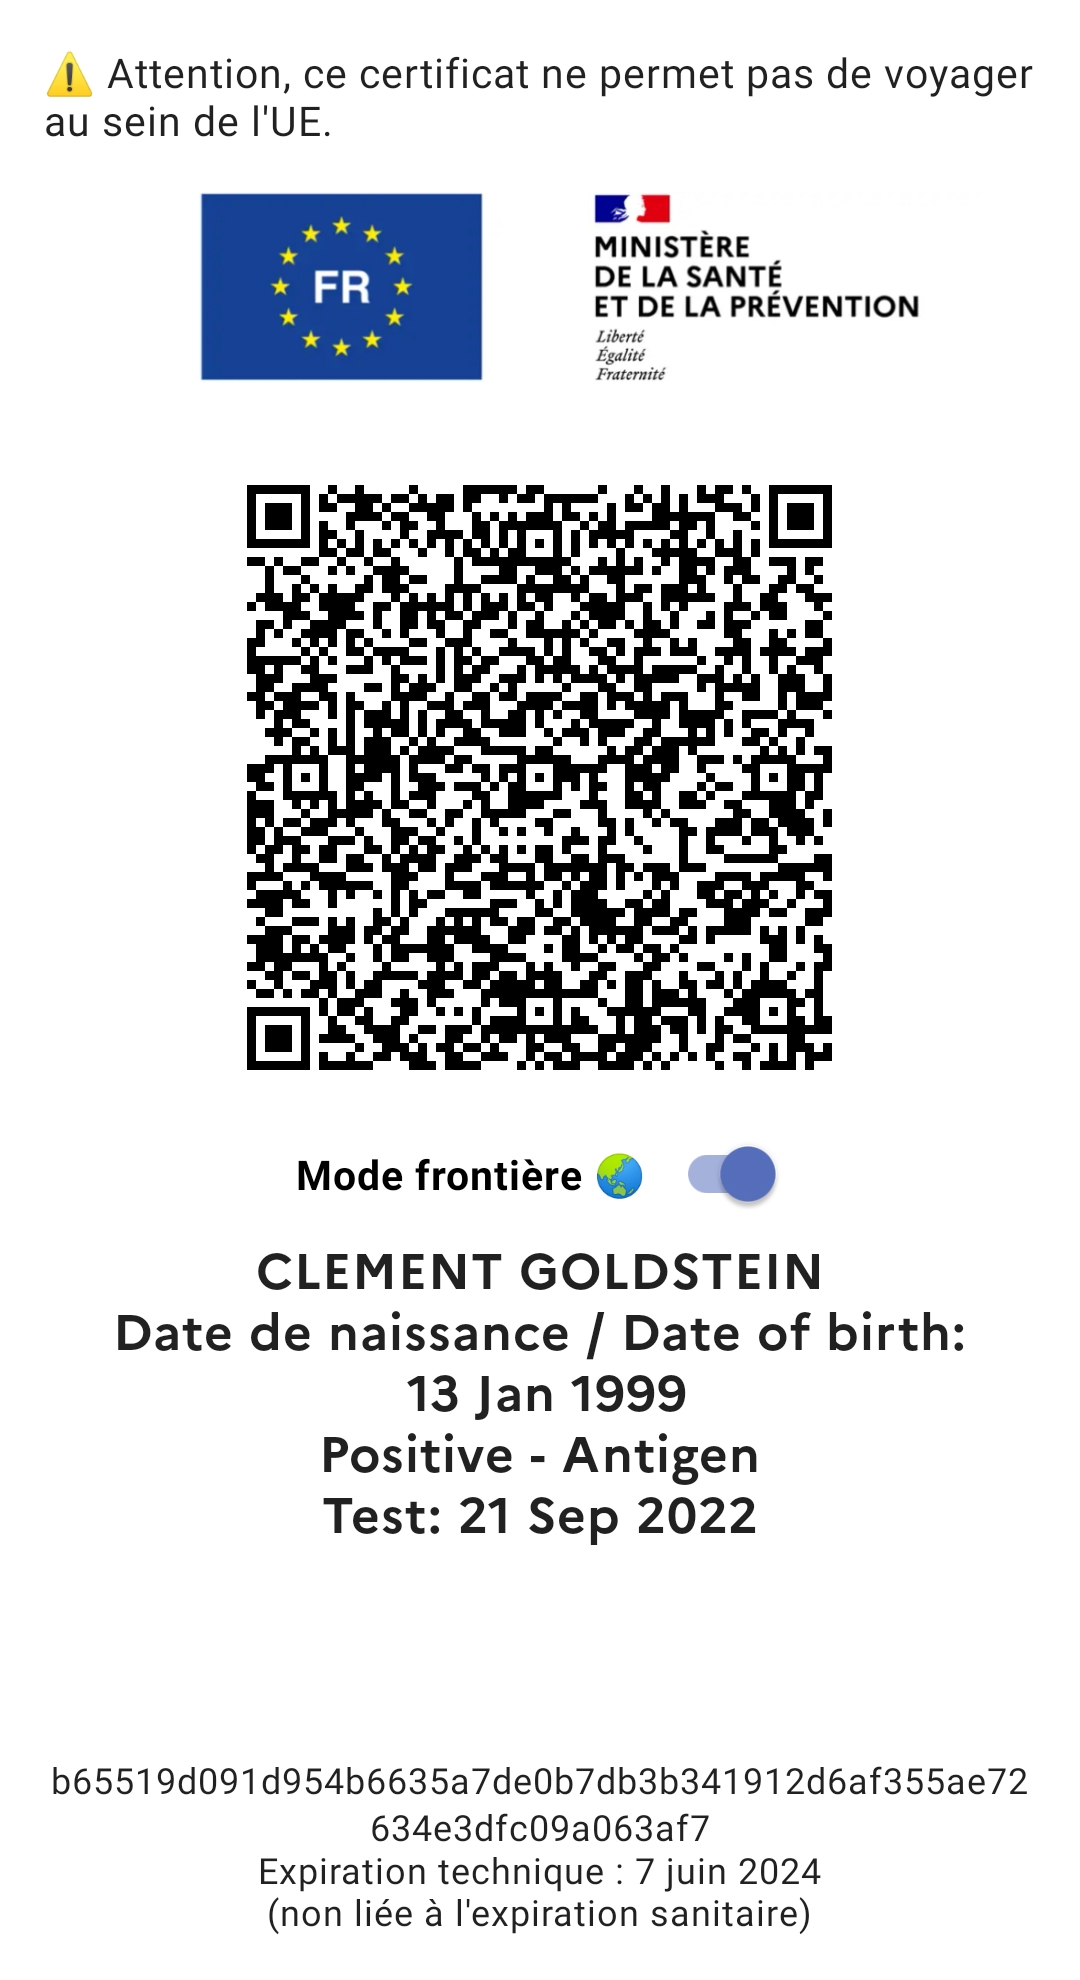 ⚠️ Attention, ce certificat ne permet pas de voyager
au sein de l'UE.
FR
MINISTÈRE
DE LA SANTÉ
ET DE LA PRÉVENTION
Liberté
Égalité
Fraternité
Mode frontière 🌏
CLEMENT GOLDSTEIN
Date de naissance / Date of birth:
13 Jan 1999
Positive - Antigen
Test: 21 Sep 2022
b65519d091d954b6635a7de0b7db3b341912d6af355ae72
634e3dfc09a063af7
Expiration technique : 7 juin 2024
(non liée à l'expiration sanitaire)